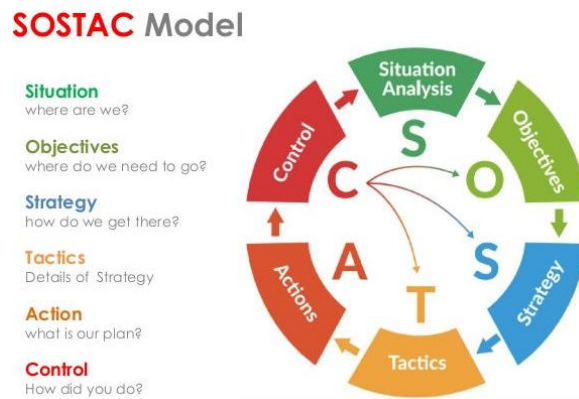 SOSTAC Model
Situation
where are we?
Objectives
where do we need to go?
Strategy
how do we get there?
Tactics
Details of Strategy
Action
what is our plan?
Control
How did you do?
Situation
Analysis
Objectives
Strategy
Tactics
Actions
Control
S
O
S
T
A
C